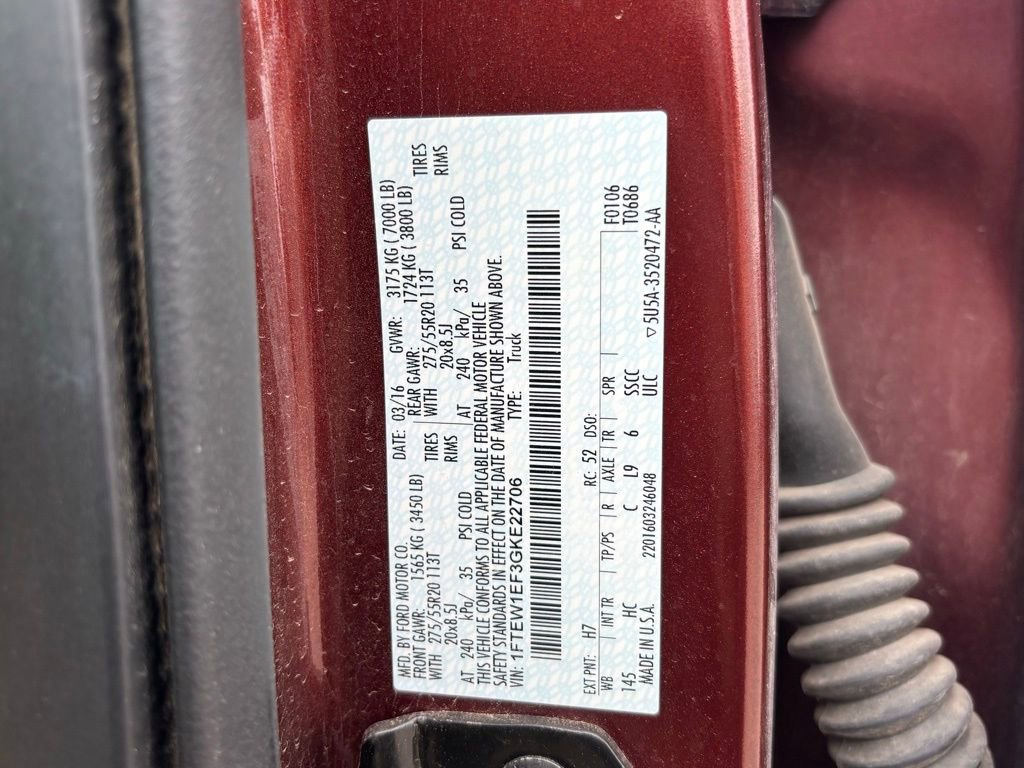 MFD. BY FORD MOTOR CO. DATE: 03/16 GVWR: 3175 KG ( 7000 LB)
FRONT GAWR: 1565 KG ( 3450 LB) REAR GAWR: 1724 KG ( 3800 LB)
WITH 275/55R20 113T TIRES WITH 275/55R20 113T TIRES
20x8.5J RIMS 20x8.5J RIMS
AT 240 kPa/ 35 PSI COLD AT 240 kPa/ 35 PSI COLD
THIS VEHICLE CONFORMS TO ALL APPLICABLE FEDERAL MOTOR VEHICLE
SAFETY STANDARDS IN EFFECT ON THE DATE OF MANUFACTURE SHOWN ABOVE.
VIN: 1FTEW1EF3GKE22706 TYPE: Truck
EXT PNT: H7 RC: 52 DSO: F0106
WB | INT TR | TP/PS | R | AXLE | TR | SPR | T0686
145 HC C L9 6 SSCC
MADE IN U.S.A. 2201603246048 ULC ▽5U5A-3520472-AA